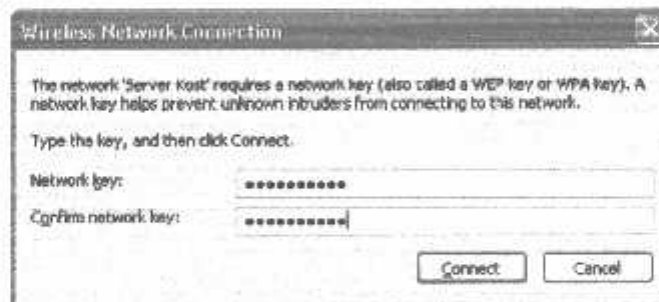 Wireless Network Connection
The network 'Server Kost' requires a network key (also called a WEP key or WPA key). A
network key helps prevent unknown intruders from connecting to this network.
Type the key, and then click Connect.
Network key: ●●●●●●●●●●
Confirm network key: ●●●●●●●●●●
Connect Cancel